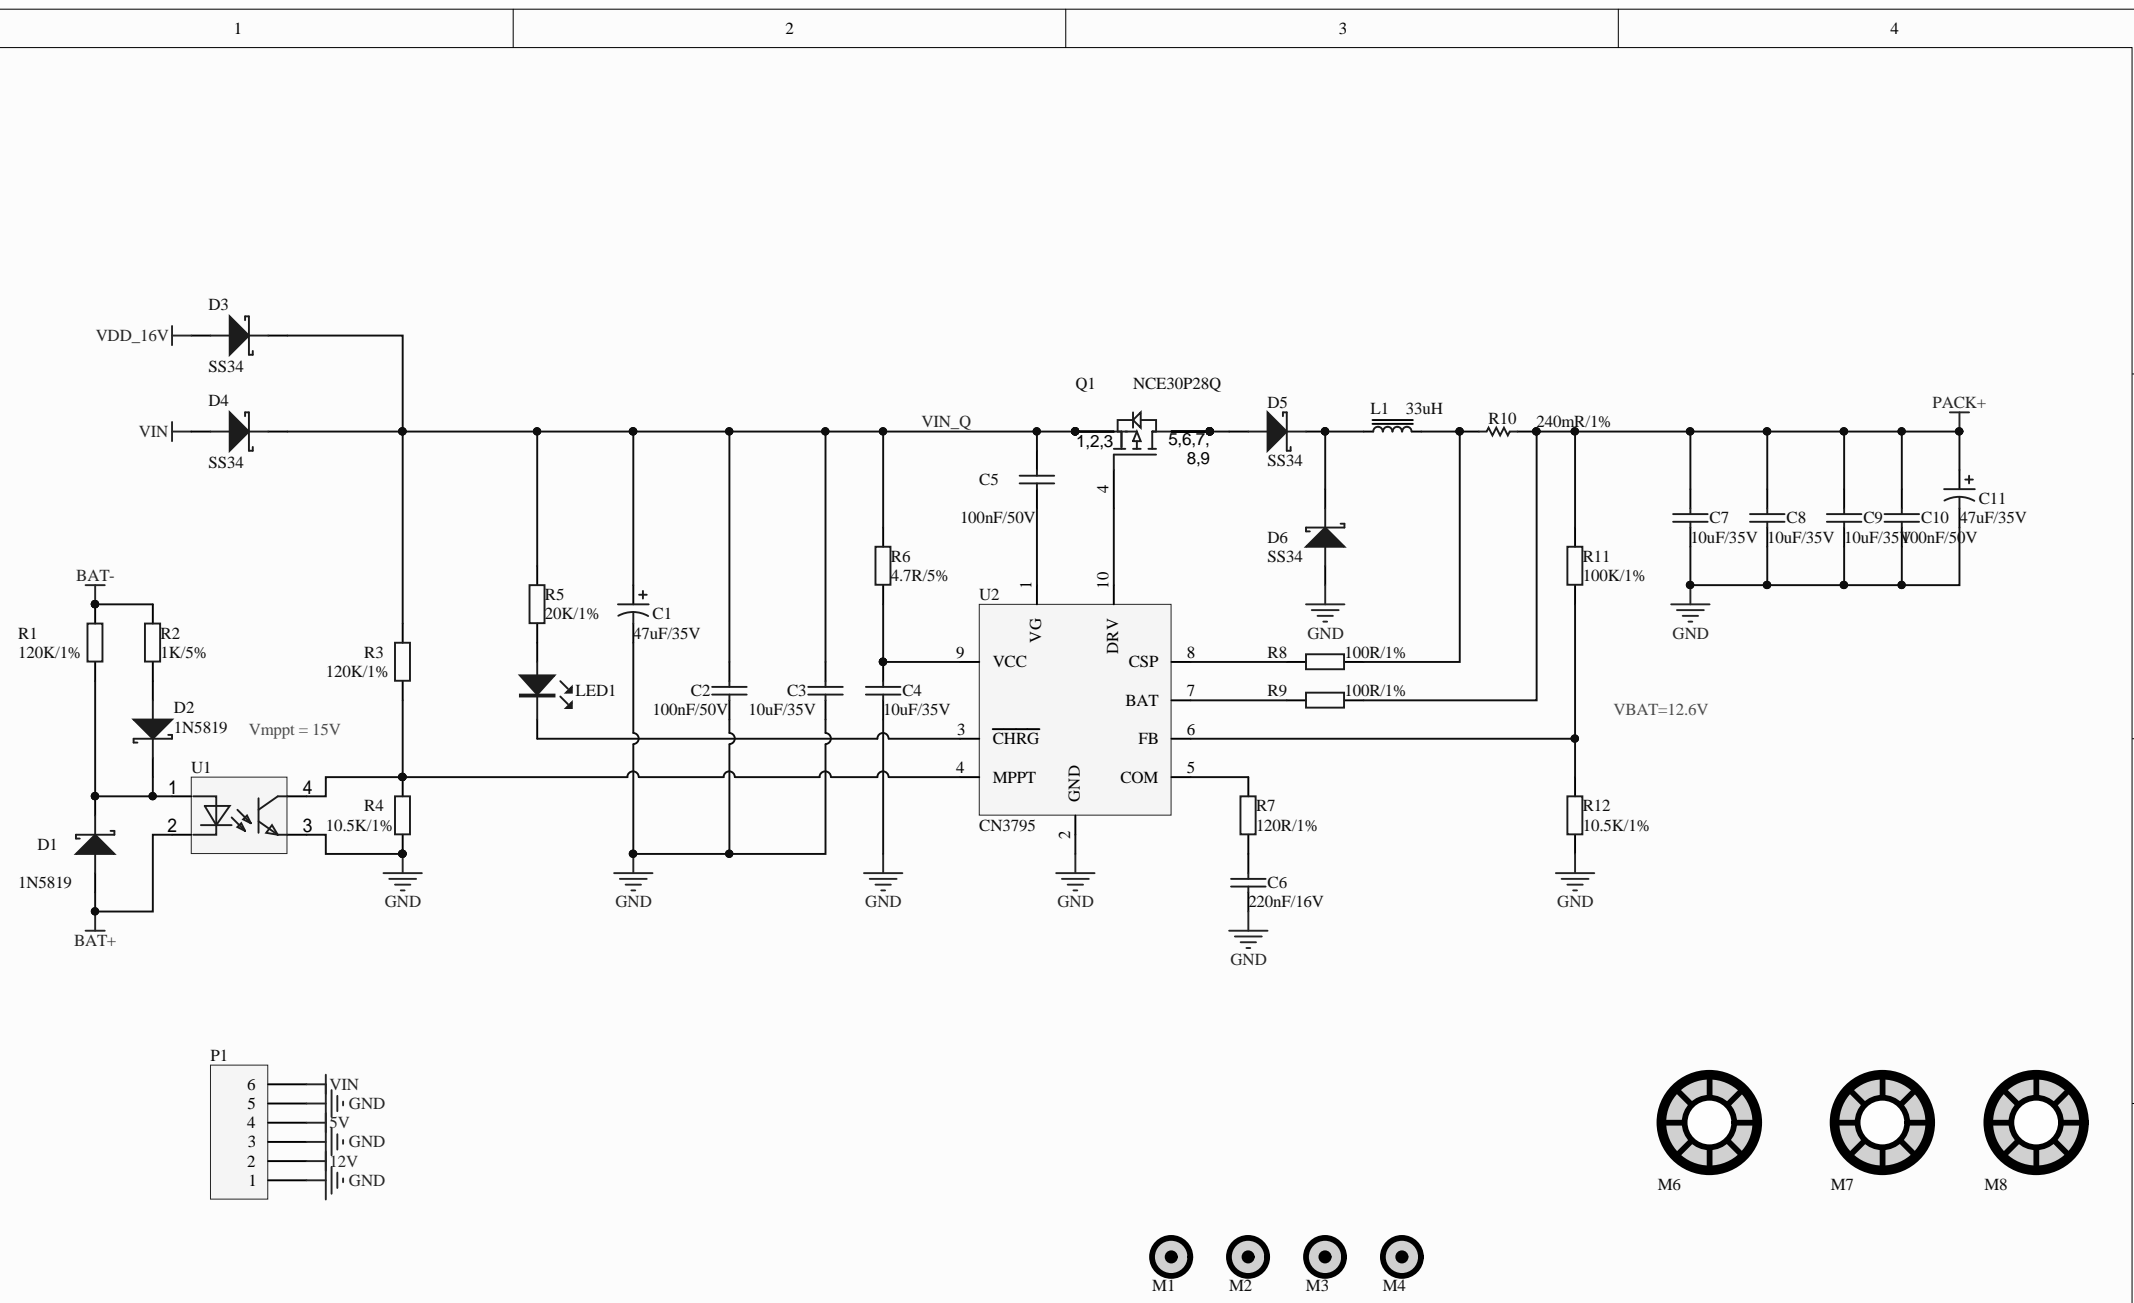 1
2
3
4
D3
VDD_16V
SS34
D4
VIN
SS34
VIN_Q
Q1
NCE30P28Q
1,2,3
5,6,7,
8,9
4
D5
SS34
L1
33uH
R10
240mR/1%
PACK+
C5
100nF/50V
D6
SS34
GND
C7
10uF/35V
C8
10uF/35V
C9
10uF/35V
C10
100nF/50V
C11
47uF/35V
GND
R11
100K/1%
R6
4.7R/5%
BAT-
R1
120K/1%
R2
1K/5%
R3
120K/1%
R5
20K/1%
C1
47uF/35V
LED1
C2
100nF/50V
C3
10uF/35V
C4
10uF/35V
U2
1
VG
10
DRV
9
VCC
3
CHRG
4
MPPT
GND
2
CSP
8
BAT
7
FB
6
COM
5
CN3795
R8
100R/1%
R9
100R/1%
VBAT=12.6V
D2
1N5819
Vmppt = 15V
U1
1
2
4
3
R4
10.5K/1%
D1
1N5819
BAT+
GND
GND
GND
GND
R7
120R/1%
C6
220nF/16V
GND
R12
10.5K/1%
GND
P1
6
VIN
5
GND
4
5V
3
GND
2
12V
1
GND
M6
M7
M8
M1
M2
M3
M4